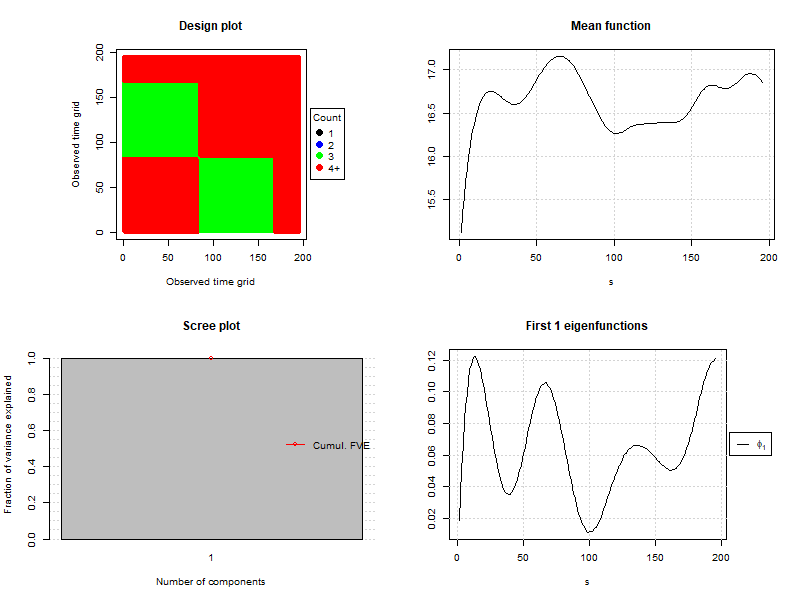 Design plot
Observed time grid
0 50 100 150 200
0 50 100 150 200
Observed time grid
Count
1
2
3
4+
Mean function
15.5 16.0 16.5 17.0
0 50 100 150 200
s
Scree plot
Fraction of variance explained
0.0 0.2 0.4 0.6 0.8 1.0
Cumul. FVE
1
Number of components
First 1 eigenfunctions
0.02 0.04 0.06 0.08 0.10 0.12
0 50 100 150 200
s
ϕ1